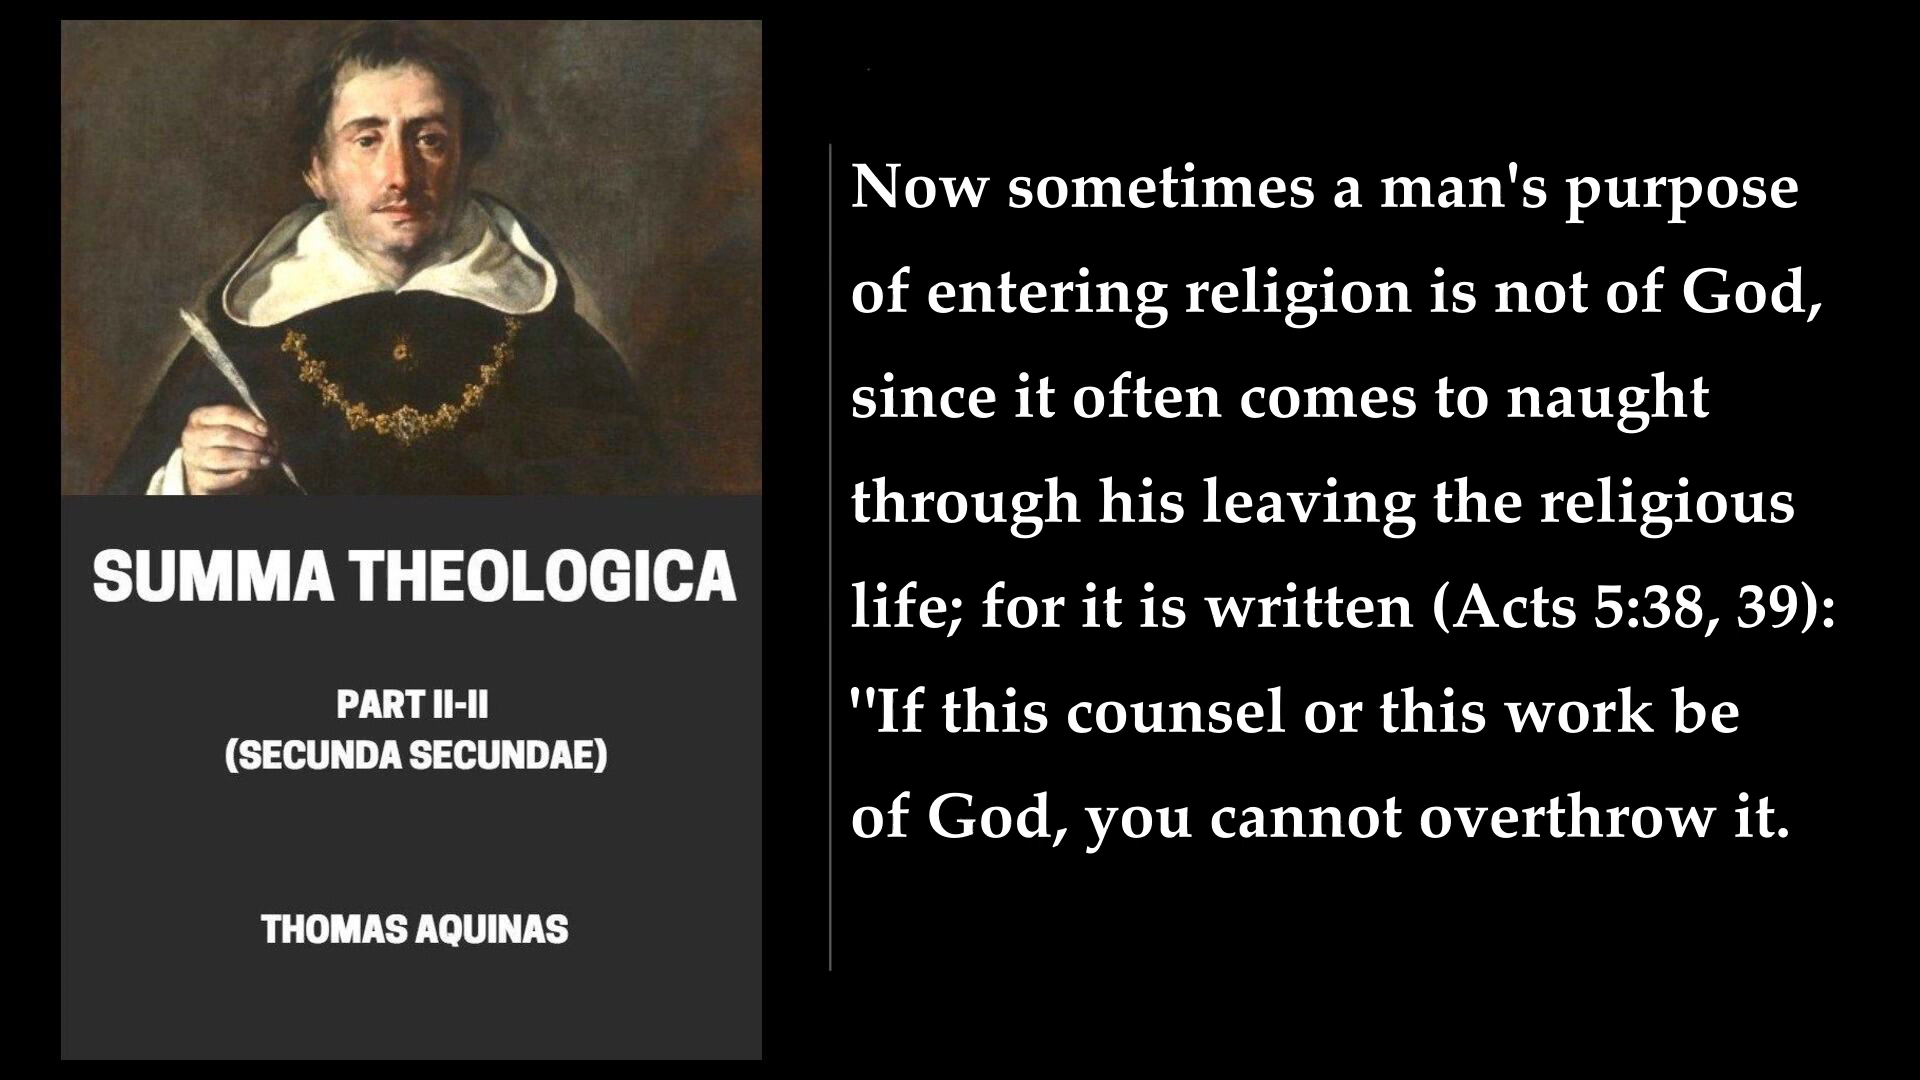 SUMMA THEOLOGICA
PART II-II
(SECUNDA SECUNDAE)
THOMAS AQUINAS
Now sometimes a man's purpose
of entering religion is not of God,
since it often comes to naught
through his leaving the religious
life; for it is written (Acts 5:38, 39):
"If this counsel or this work be
of God, you cannot overthrow it.